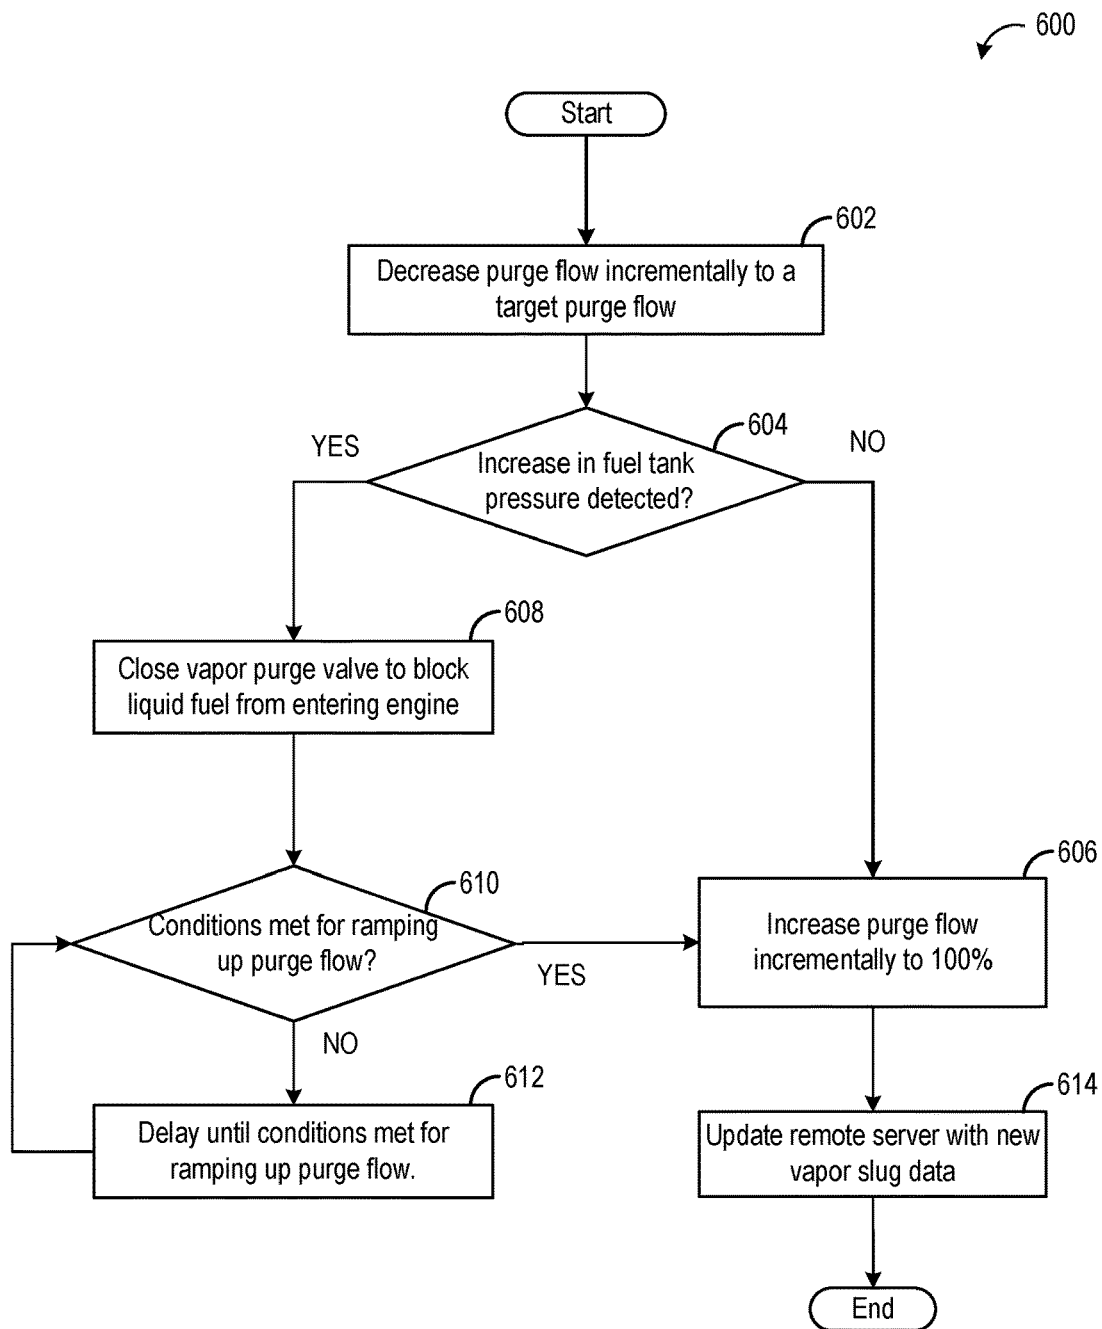 600
Start
602
Decrease purge flow incrementally to a
target purge flow
604
YES
NO
Increase in fuel tank
pressure detected?
608
Close vapor purge valve to block
liquid fuel from entering engine
610
Conditions met for ramping
up purge flow?
YES
606
Increase purge flow
incrementally to 100%
NO
612
Delay until conditions met for
ramping up purge flow.
614
Update remote server with new
vapor slug data
End